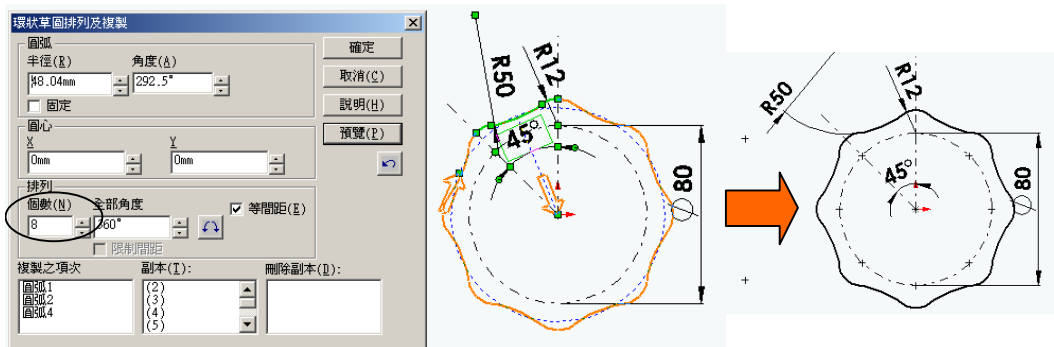 環狀草圖排列及複製
圓弧
半徑(R) 角度(A)
48.04mm 292.5°
固定
圓心
X Y
0mm 0mm
排列
個數(N) 全部角度
8 360° 等間距(E)
限制間距
複製之項次 副本(I): 刪除副本(D):
圓弧1
圓弧2
圓弧4
(2)
(3)
(4)
(5)
確定
取消(C)
說明(H)
預覽(P)
R50
R12
45°
∅80
R50
R12
45°
∅80